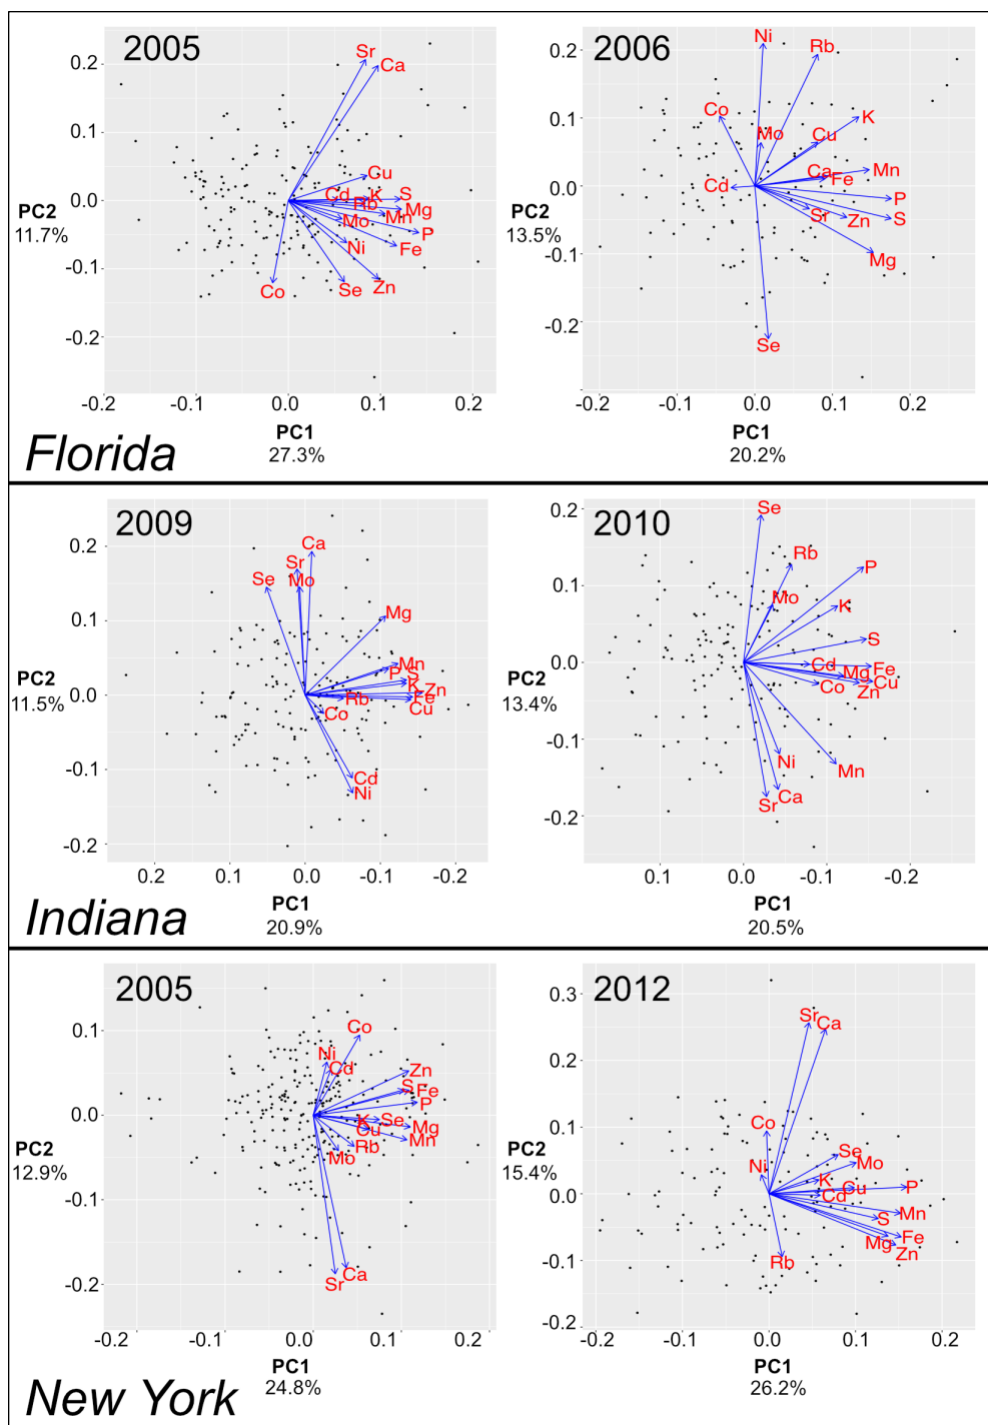 2005
Sr
Ca
Cu
Cd
K
S
Rb
Mg
Mn
Mo
P
Ni
Fe
Co
Se
Zn
0.2
0.1
0.0
-0.1
-0.2
PC2
11.7%
-0.2
-0.1
0.0
0.1
0.2
PC1
27.3%
2006
Ni
Rb
Co
K
Mo
Cu
Ca
Mn
Fe
Cd
P
Sr
Zn
S
Mg
Se
0.2
0.1
0.0
-0.1
-0.2
PC2
13.5%
-0.2
-0.1
0.0
0.1
0.2
PC1
20.2%
Florida
2009
Ca
Sr
Se
Mo
Mg
Mn
P
S
K
Zn
Rb
Fe
Cu
Co
Cd
Ni
0.2
0.1
0.0
-0.1
-0.2
PC2
11.5%
0.2
0.1
0.0
-0.1
-0.2
PC1
20.9%
2010
Se
Rb
P
Mo
K
S
Cd
Fe
Mg
Co
Zn
Cu
Ni
Mn
Sr
Ca
0.2
0.1
0.0
-0.1
-0.2
PC2
13.4%
0.1
0.0
-0.1
-0.2
PC1
20.5%
Indiana
2005
Co
Ni
Cd
Zn
S
Fe
P
K
Se
Cu
Mg
Mn
Rb
Mo
Sr
Ca
0.1
0.0
-0.1
-0.2
PC2
12.9%
-0.2
-0.1
0.0
0.1
0.2
PC1
24.8%
2012
Sr
Ca
Co
Se
Ni
Mo
K
Cu
Cd
P
S
Mn
Mg
Fe
Zn
Rb
0.3
0.2
0.1
0.0
-0.1
-0.2
PC2
15.4%
-0.2
-0.1
0.0
0.1
0.2
PC1
26.2%
New York